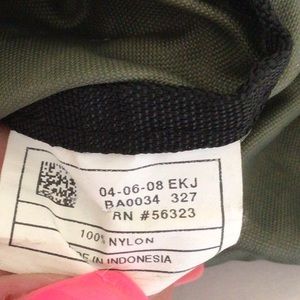 04-06-08 EKJ
BA0034 327
RN #56323
100% NYLON
IN INDONESIA